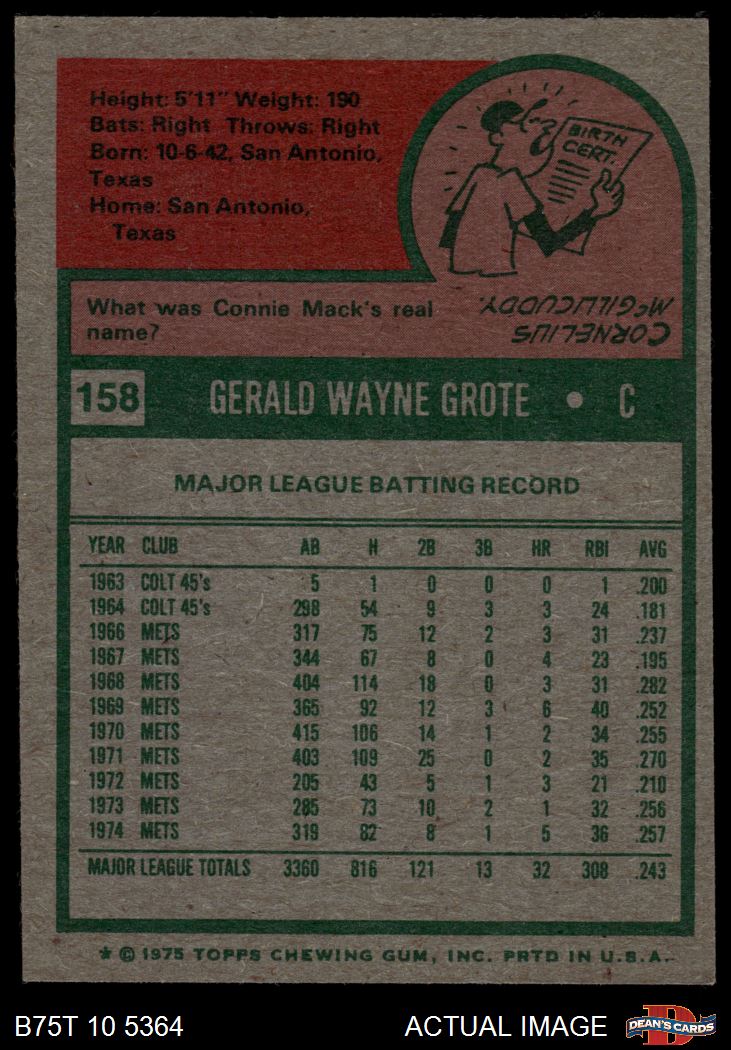 Height: 5'11" Weight: 190
Bats: Right Throws: Right
Born: 10-6-42, San Antonio,
Texas
Home: San Antonio,
Texas
BIRTH
CERT.
What was Connie Mack's real
name?
CORNELIUS
McGILLICUDDY.
158 GERALD WAYNE GROTE • C
MAJOR LEAGUE BATTING RECORD
YEAR CLUB AB H 2B 3B HR RBI AVG
1963 COLT 45's 5 1 0 0 0 1 .200
1964 COLT 45's 298 54 9 3 3 24 .181
1966 METS 317 75 12 2 3 31 .237
1967 METS 344 67 8 0 4 23 .195
1968 METS 404 114 18 0 3 31 .282
1969 METS 365 92 12 3 6 40 .252
1970 METS 415 106 14 1 2 34 .255
1971 METS 403 109 25 0 2 35 .270
1972 METS 205 43 5 1 3 21 .210
1973 METS 285 73 10 2 1 32 .256
1974 METS 319 82 8 1 5 36 .257
MAJOR LEAGUE TOTALS 3360 816 121 13 32 308 .243
* © 1975 TOPPS CHEWING GUM, INC. PRTD IN U.S.A.
B75T 10 5364 ACTUAL IMAGE D DEAN'S CARDS